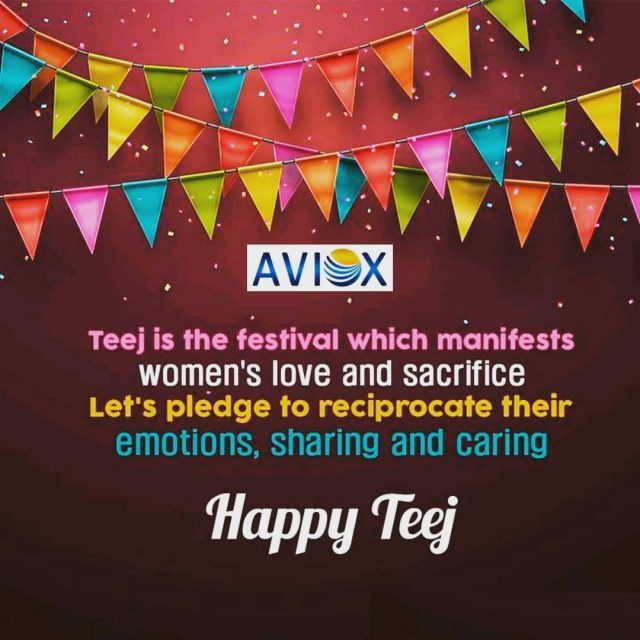 AVIOX
Teej is the festival which manifests
women's love and sacrifice
Let's pledge to reciprocate their
emotions, sharing and caring
Happy Teej